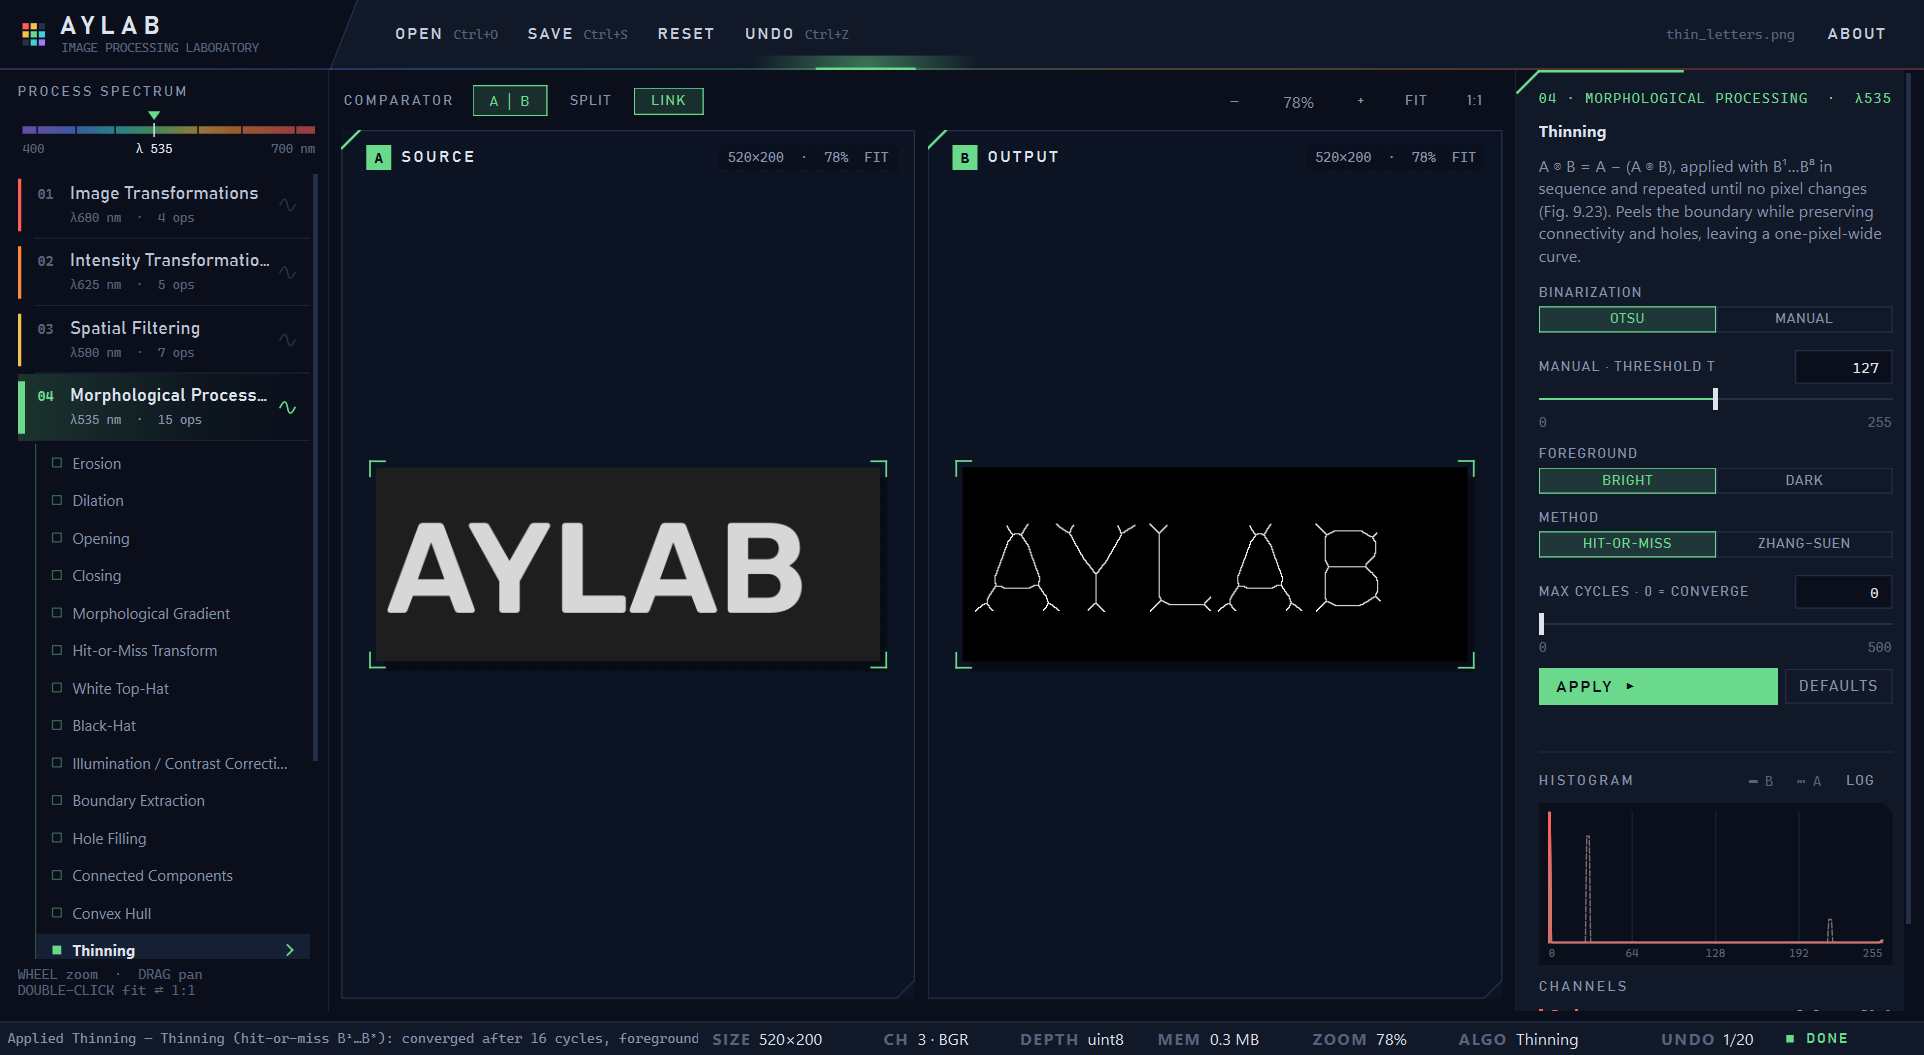 AYLAB
IMAGE PROCESSING LABORATORY
OPEN Ctrl+O SAVE Ctrl+S RESET UNDO Ctrl+Z
thin_letters.png ABOUT
PROCESS SPECTRUM
400 λ 535 700 nm
01 Image Transformations
λ680 nm · 4 ops
02 Intensity Transformatio…
λ625 nm · 5 ops
03 Spatial Filtering
λ580 nm · 7 ops
04 Morphological Process…
λ535 nm · 15 ops
Erosion
Dilation
Opening
Closing
Morphological Gradient
Hit-or-Miss Transform
White Top-Hat
Black-Hat
Illumination / Contrast Correcti…
Boundary Extraction
Hole Filling
Connected Components
Convex Hull
Thinning
WHEEL zoom · DRAG pan
DOUBLE-CLICK fit ⇄ 1:1
COMPARATOR A | B SPLIT LINK
– 78% + FIT 1:1
A SOURCE 520×200 · 78% FIT
AYLAB
B OUTPUT 520×200 · 78% FIT
AYLAB
04 · MORPHOLOGICAL PROCESSING · λ535
Thinning
A ⊗ B = A − (A ⊛ B), applied with B¹…B⁸ in
sequence and repeated until no pixel changes
(Fig. 9.23). Peels the boundary while preserving
connectivity and holes, leaving a one-pixel-wide
curve.
BINARIZATION
OTSU MANUAL
MANUAL · THRESHOLD T 127
0 255
FOREGROUND
BRIGHT DARK
METHOD
HIT-OR-MISS ZHANG-SUEN
MAX CYCLES · 0 = CONVERGE 0
0 500
APPLY ▸ DEFAULTS
HISTOGRAM B A LOG
0 64 128 192 255
CHANNELS
Applied Thinning — Thinning (hit-or-miss B¹…B⁸): converged after 16 cycles, foreground
SIZE 520×200 CH 3 · BGR DEPTH uint8 MEM 0.3 MB ZOOM 78% ALGO Thinning UNDO 1/20 DONE